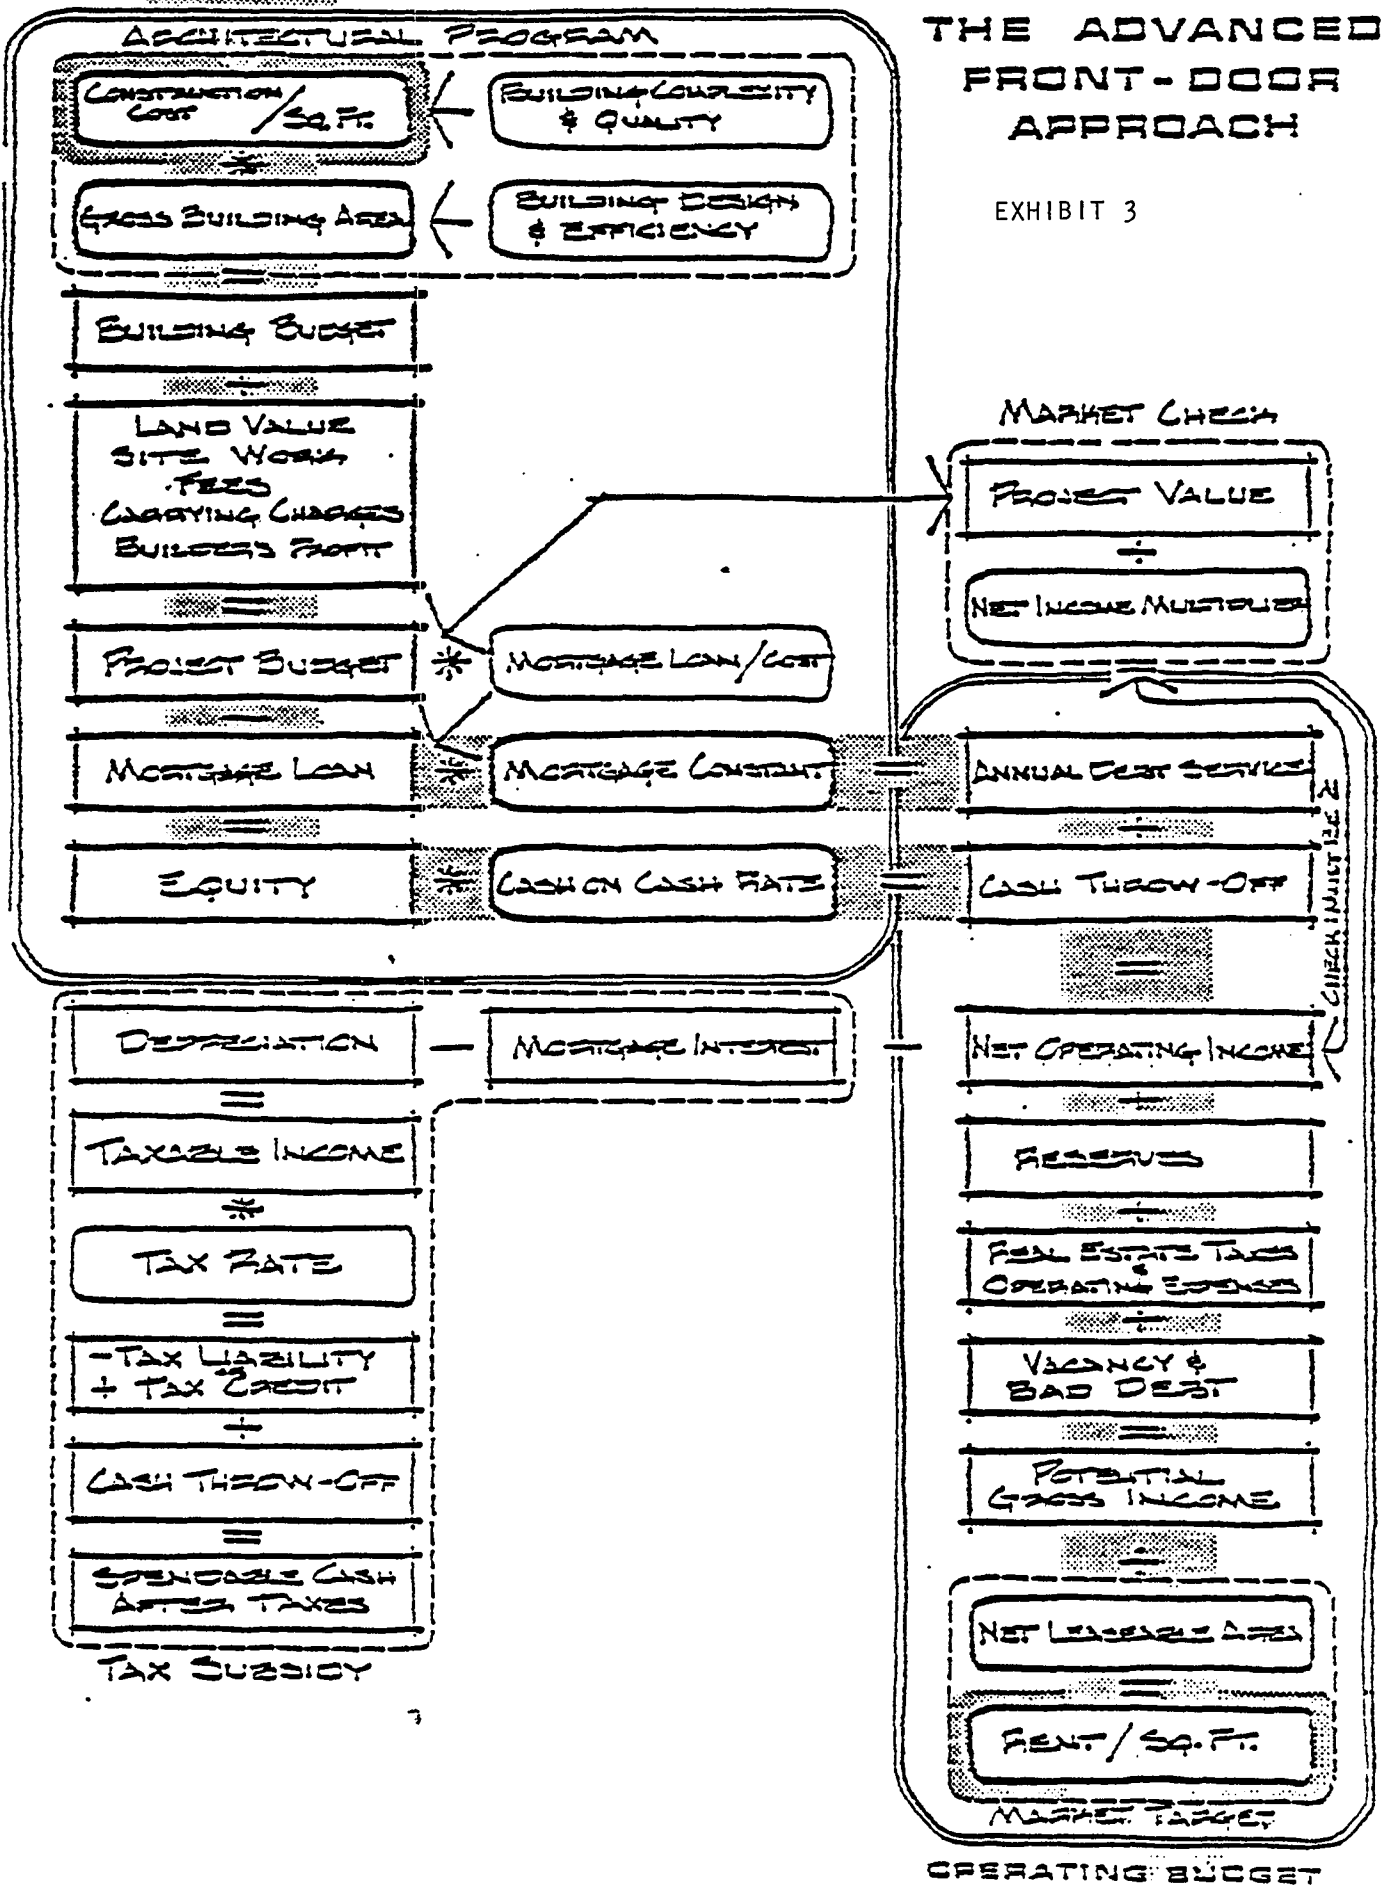 THE ADVANCED
FRONT-DOOR
APPROACH
EXHIBIT 3
ARCHITECTURAL PROGRAM
CONSTRUCTION
COST /SQ.FT.
BUILDING COMPLEXITY
& QUALITY
*
GROSS BUILDING AREA
BUILDING DESIGN
& EFFICIENCY
=
BUILDING BUDGET
+
LAND VALUE
SITE WORK
FEES
CARRYING CHARGES
BUILDER'S PROFIT
=
PROJECT BUDGET * MORTGAGE LOAN/COST
-
MORTGAGE LOAN * MORTGAGE CONSTANT =
=
EQUITY * CASH ON CASH RATE =
MARKET CHECK
PROJECT VALUE
÷
NET INCOME MULTIPLIER
=
ANNUAL DEBT SERVICE
+
CASH THROW-OFF
=
NET OPERATING INCOME
CHECK IN
+
RESERVES
+
REAL ESTATE TAXES
&
OPERATING EXPENSES
+
VACANCY &
BAD DEBT
=
POTENTIAL
GROSS INCOME
÷
NET LEASEABLE AREA
=
RENT/SQ.FT.
MARKET TARGET
OPERATING BUDGET
DEPRECIATION - MORTGAGE INTEREST -
=
TAXABLE INCOME
*
TAX RATE
=
-TAX LIABILITY
OR
+ TAX CREDIT
+
CASH THROW-OFF
=
SPENDABLE CASH
AFTER TAXES
TAX SUBSIDY
7